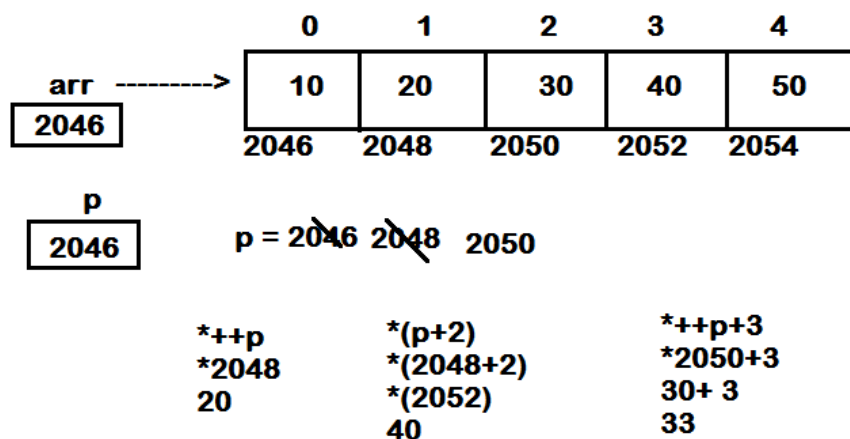 0 1 2 3 4
arr ---------> 10 20 30 40 50
2046
2046 2048 2050 2052 2054
p
2046
p = 2046 2048 2050
*++p
*2048
20
*(p+2)
*(2048+2)
*(2052)
40
*++p+3
*2050+3
30+ 3
33